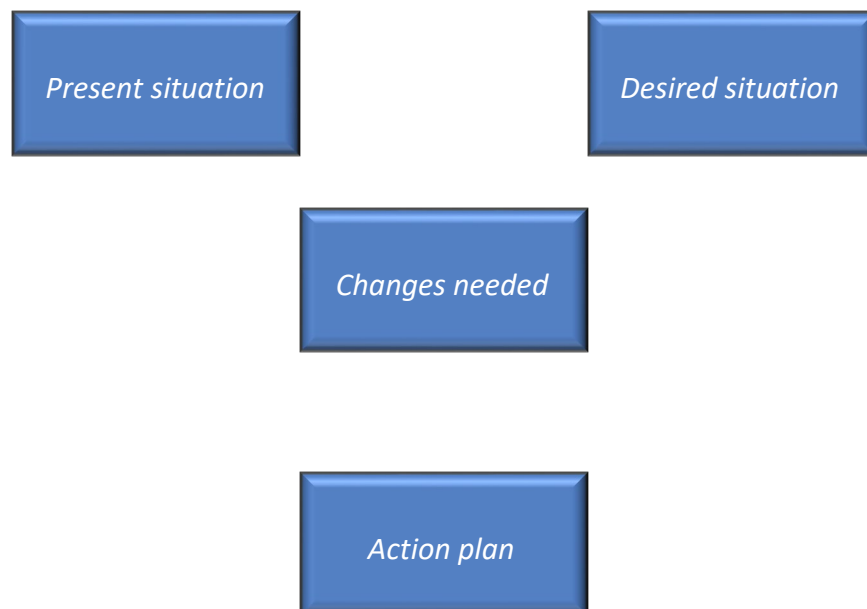 Present situation
Desired situation
Changes needed
Action plan